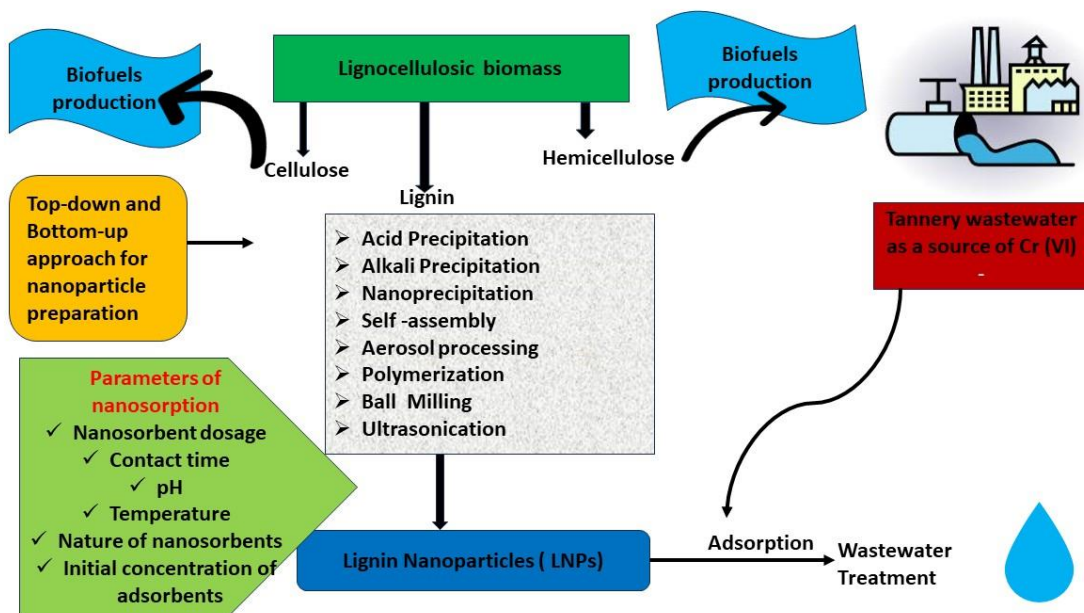 Biofuels
production
Lignocellulosic biomass
Biofuels
production
Cellulose
Hemicellulose
Lignin
Top-down and
Bottom-up
approach for
nanoparticle
preparation
➢ Acid Precipitation
➢ Alkali Precipitation
➢ Nanoprecipitation
➢ Self -assembly
➢ Aerosol processing
➢ Polymerization
➢ Ball Milling
➢ Ultrasonication
Tannery wastewater
as a source of Cr (VI)
-
Parameters of
nanosorption
✓ Nanosorbent dosage
✓ Contact time
✓ pH
✓ Temperature
✓ Nature of nanosorbents
✓ Initial concentration of
adsorbents
Lignin Nanoparticles ( LNPs)
Adsorption
Wastewater
Treatment